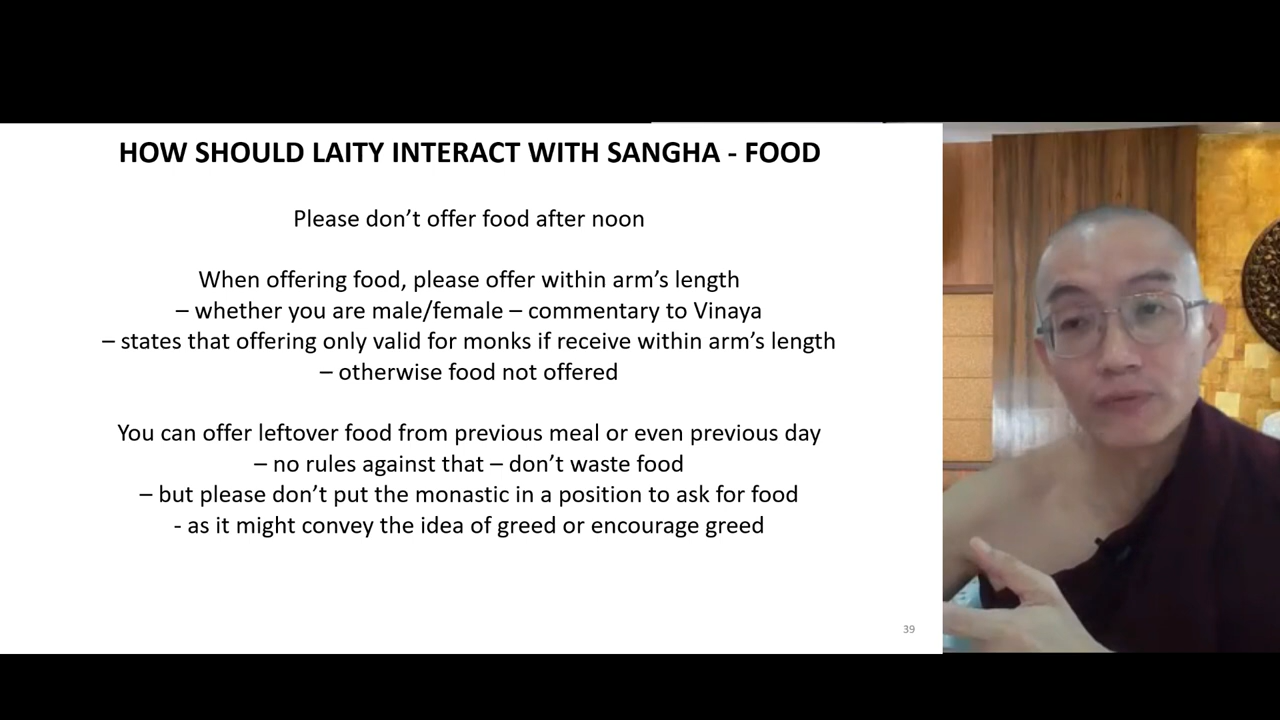 HOW SHOULD LAITY INTERACT WITH SANGHA - FOOD
Please don’t offer food after noon
When offering food, please offer within arm’s length
– whether you are male/female – commentary to Vinaya
– states that offering only valid for monks if receive within arm’s length
– otherwise food not offered
You can offer leftover food from previous meal or even previous day
– no rules against that – don’t waste food
– but please don’t put the monastic in a position to ask for food
- as it might convey the idea of greed or encourage greed
39